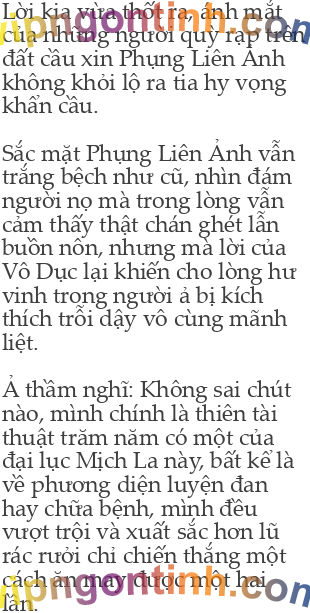 Lời kia vừa thốt ra, ánh mắt
của những người quỳ rạp trên
đất cầu xin Phụng Liên Ảnh
không khỏi lộ ra tia hy vọng
khẩn cầu.
Sắc mặt Phụng Liên Ảnh vẫn
trắng bệch như cũ, nhìn đám
người nọ mà trong lòng vẫn
cảm thấy thật chán ghét lẫn
buồn nôn, nhưng mà lời của
Vô Dục lại khiến cho lòng hư
vinh trong người ả bị kích
thích trỗi dậy vô cùng mãnh
liệt.
Ả thầm nghĩ: Không sai chút
nào, mình chính là thiên tài
thuật trăm năm có một của
đại lục Mịch La này, bất kể là
về phương diện luyện đan
hay chữa bệnh, mình đều
vượt trội và xuất sắc hơn lũ
rác rưởi chỉ chiến thắng một
cách ăn may được một hai
lần.